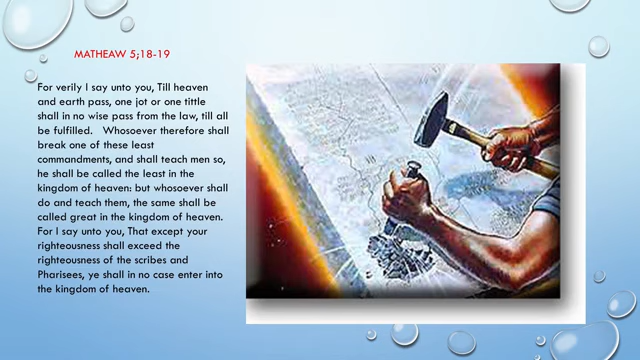 MATHEAW 5;18-19
For verily I say unto you, Till heaven
and earth pass, one jot or one tittle
shall in no wise pass from the law, till all
be fulfilled.   Whosoever therefore shall
break one of these least
commandments, and shall teach men so,
he shall be called the least in the
kingdom of heaven: but whosoever shall
do and teach them, the same shall be
called great in the kingdom of heaven.
For I say unto you, That except your
righteousness shall exceed the
righteousness of the scribes and
Pharisees, ye shall in no case enter into
the kingdom of heaven.